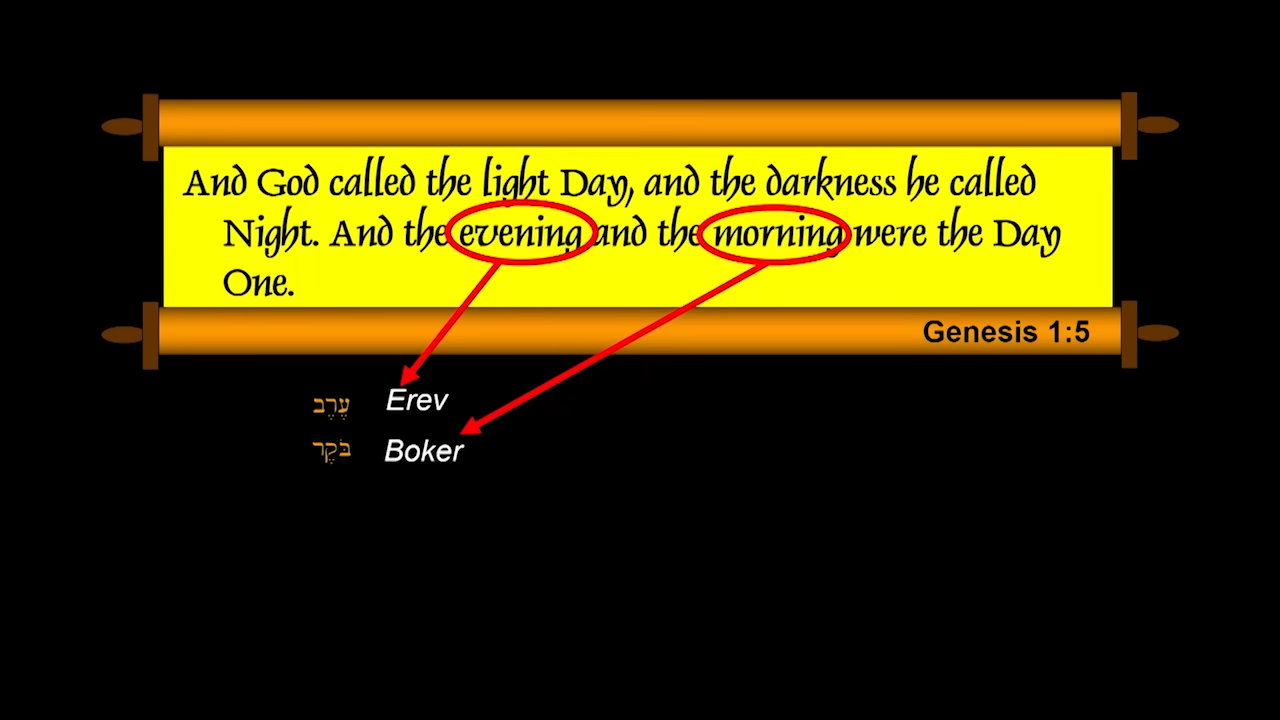 And God called the light Day, and the darkness he called
Night. And the evening and the morning were the Day
One.
Genesis 1:5
עֶרֶב Erev
בֹּקֶר Boker